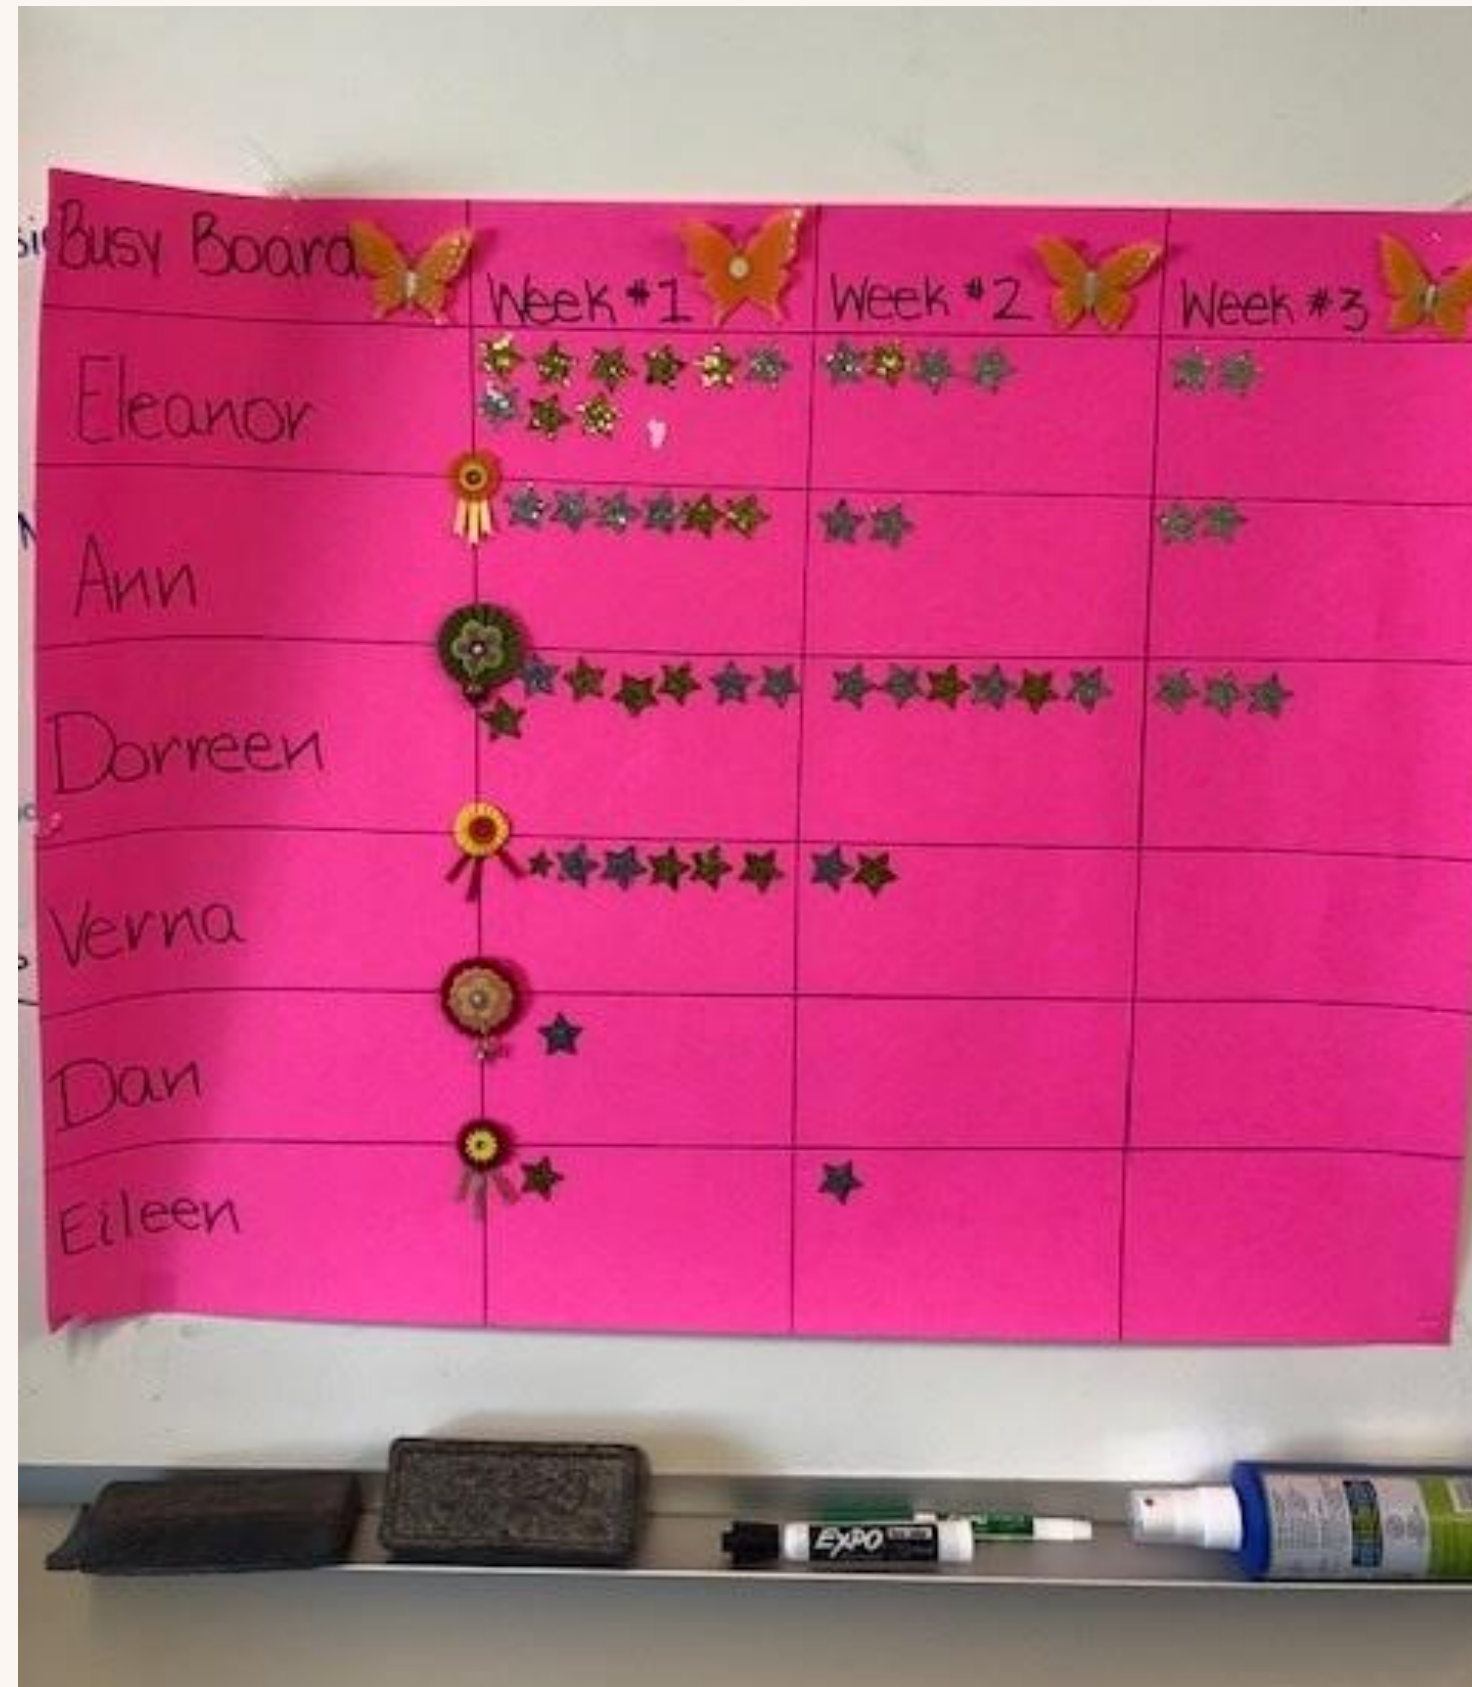 Busy Board
Week #1
Week #2
Week #3
Eleanor
Ann
Dorreen
Verna
Dan
Eileen
EXPO